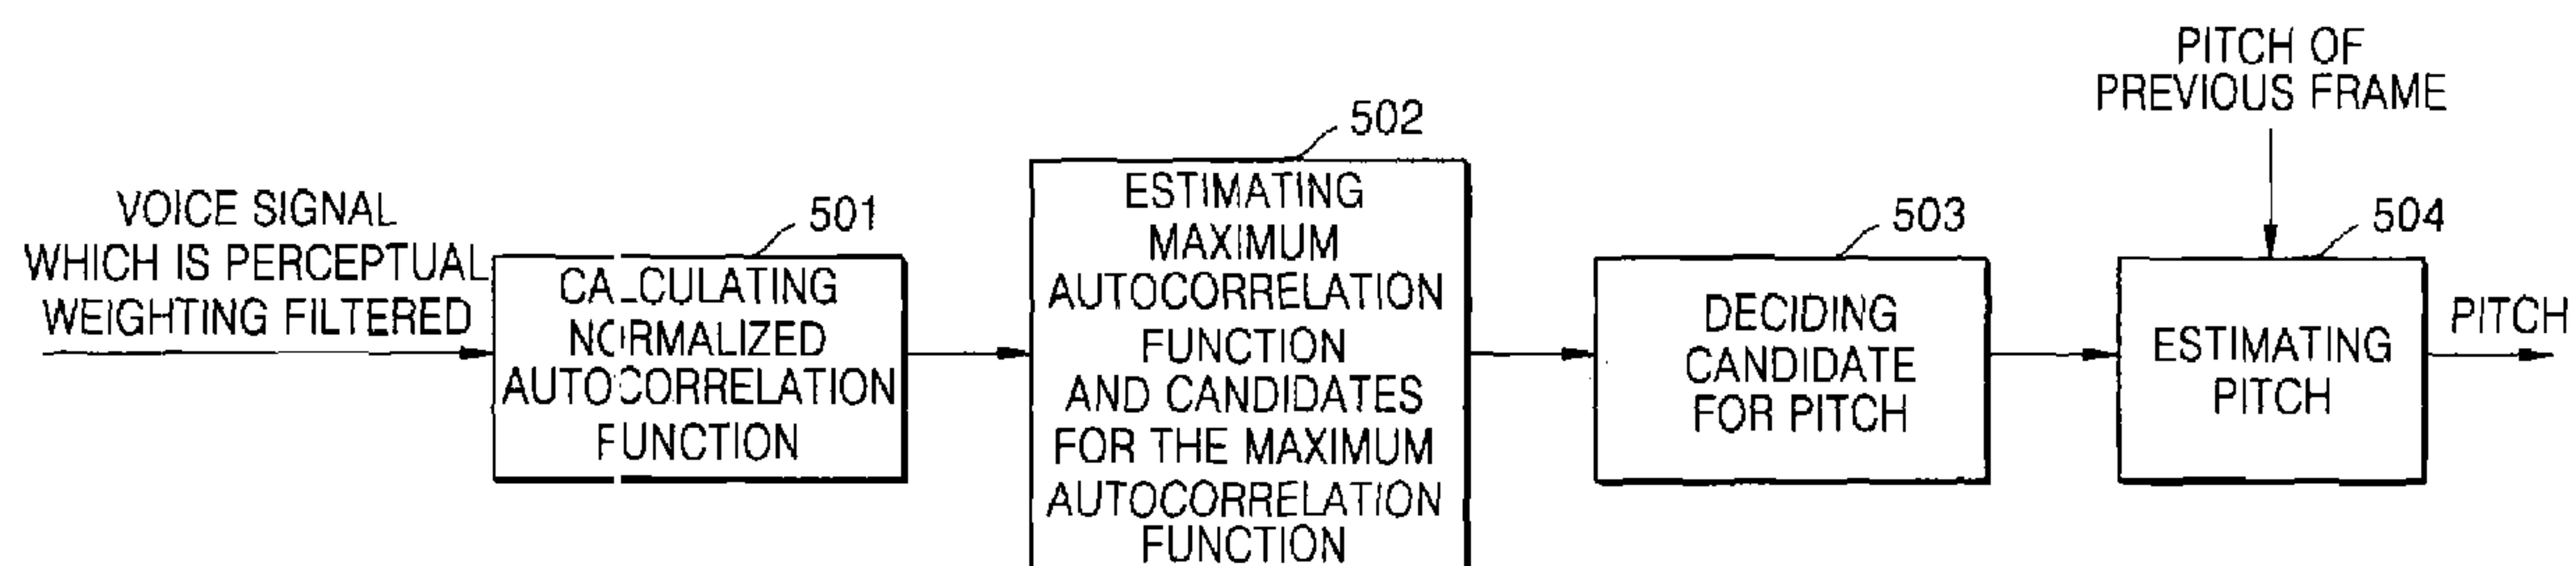 VOICE SIGNAL
WHICH IS PERCEPTUAL
WEIGHTING FILTERED
501
CALCULATING
NORMALIZED
AUTOCORRELATION
FUNCTION
502
ESTIMATING
MAXIMUM
AUTOCORRELATION
FUNCTION
AND CANDIDATES
FOR THE MAXIMUM
AUTOCORRELATION
FUNCTION
503
DECIDING
CANDIDATE
FOR PITCH
PITCH OF
PREVIOUS FRAME
504
ESTIMATING
PITCH
PITCH